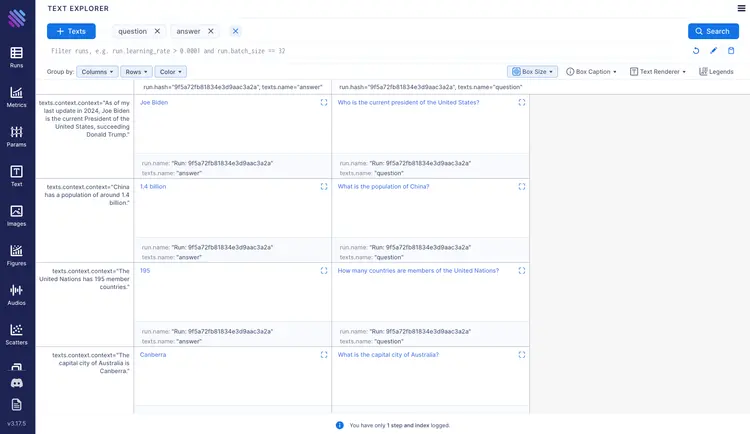 TEXT EXPLORER
+ Texts
question
answer
Search
Filter runs, e.g. run.learning_rate > 0.0001 and run.batch_size == 32
Group by:
Columns
Rows
Color
Box Size
Box Caption
Text Renderer
Legends
Runs
Metrics
Params
Text
Images
Figures
Audios
Scatters
v3.17.5
run.hash="9f5a72fb81834e3d9aac3a2a", texts.name="answer"
run.hash="9f5a72fb81834e3d9aac3a2a", texts.name="question"
texts.context.context="As of my
last update in 2024, Joe Biden
is the current President of the
United States, succeeding
Donald Trump."
Joe Biden
run.name: "Run: 9f5a72fb81834e3d9aac3a2a"
texts.name: "answer"
Who is the current president of the United States?
run.name: "Run: 9f5a72fb81834e3d9aac3a2a"
texts.name: "question"
texts.context.context="China
has a population of around 1.4
billion."
1.4 billion
run.name: "Run: 9f5a72fb81834e3d9aac3a2a"
texts.name: "answer"
What is the population of China?
run.name: "Run: 9f5a72fb81834e3d9aac3a2a"
texts.name: "question"
texts.context.context="The
United Nations has 195 member
countries."
195
run.name: "Run: 9f5a72fb81834e3d9aac3a2a"
texts.name: "answer"
How many countries are members of the United Nations?
run.name: "Run: 9f5a72fb81834e3d9aac3a2a"
texts.name: "question"
texts.context.context="The
capital city of Australia is
Canberra."
Canberra
What is the capital city of Australia?
You have only 1 step and index logged.